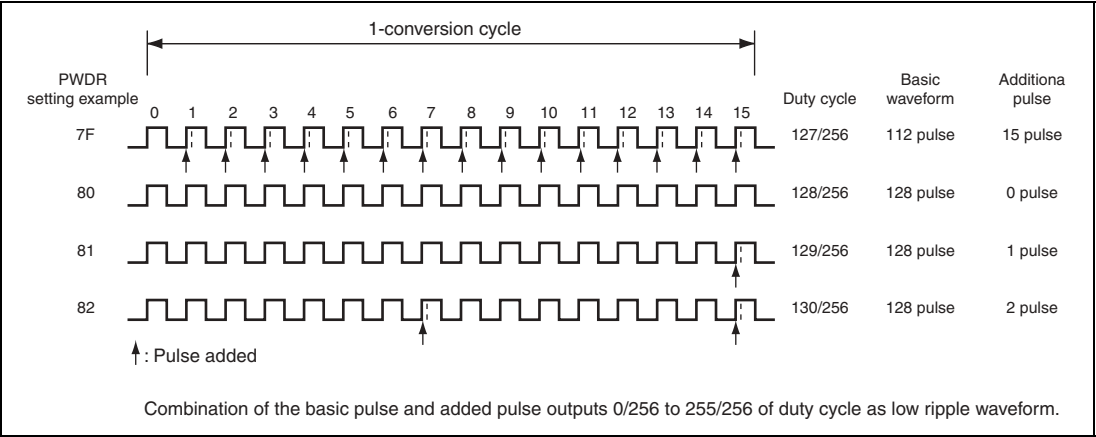 1-conversion cycle
PWDR
setting example
Duty cycle
Basic
waveform
Additiona
pulse
0 1 2 3 4 5 6 7 8 9 10 11 12 13 14 15
7F 127/256 112 pulse 15 pulse
80 128/256 128 pulse 0 pulse
81 129/256 128 pulse 1 pulse
82 130/256 128 pulse 2 pulse
: Pulse added
Combination of the basic pulse and added pulse outputs 0/256 to 255/256 of duty cycle as low ripple waveform.